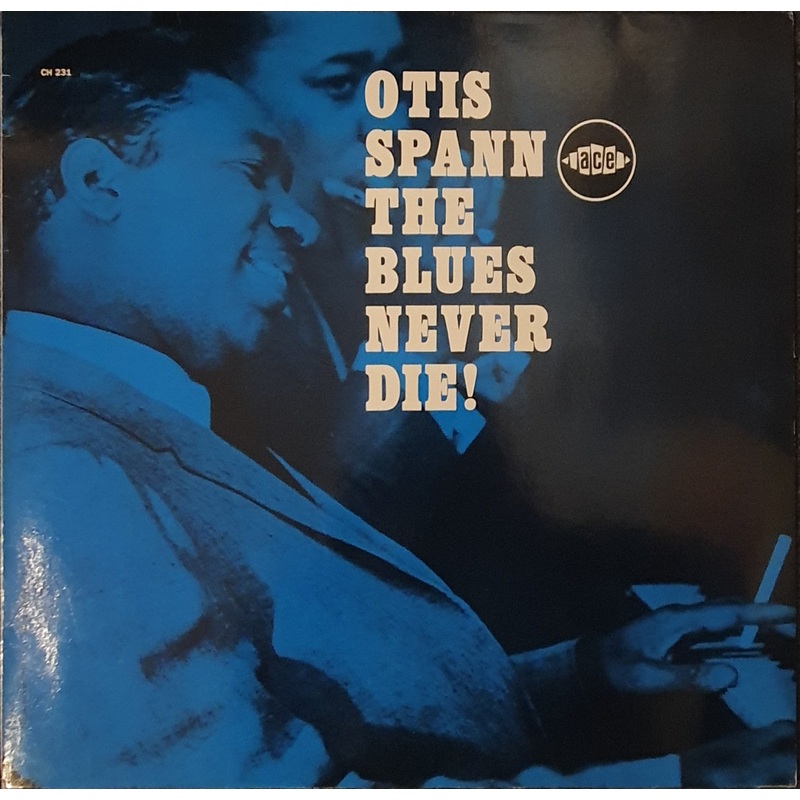 CH 231
OTIS
SPANN
ace
THE
BLUES
NEVER
DIE!